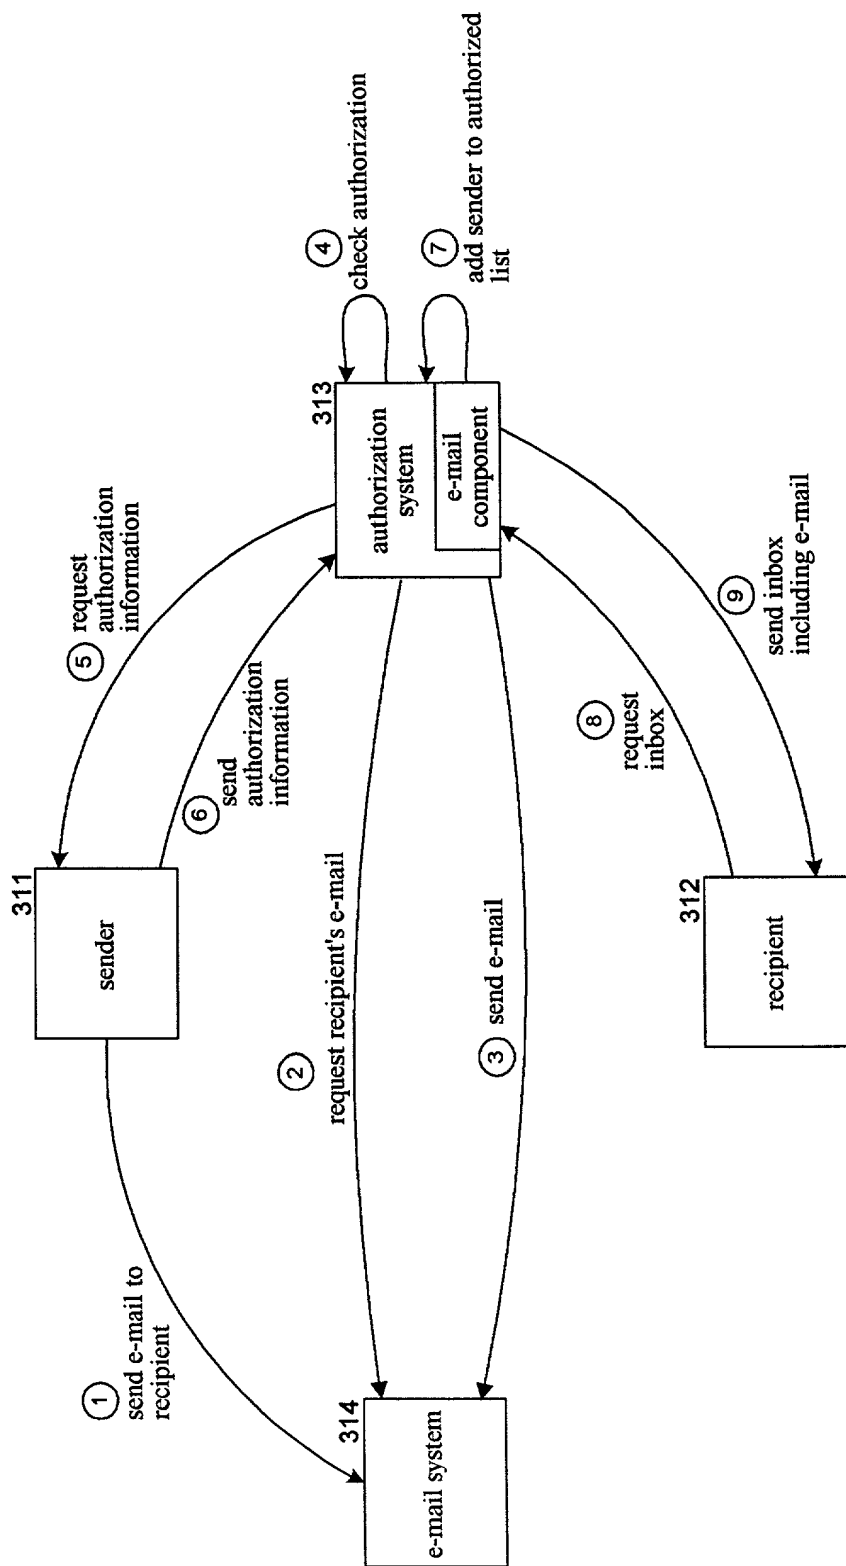 1
send e-mail to
recipient
314
e-mail system
311
sender
2
request recipient's e-mail
3
send e-mail
312
recipient
5
request
authorization
information
6
send
authorization
information
8
request
inbox
9
send inbox
including e-mail
313
authorization
system
e-mail
component
4
check authorization
7
add sender to authorized
list